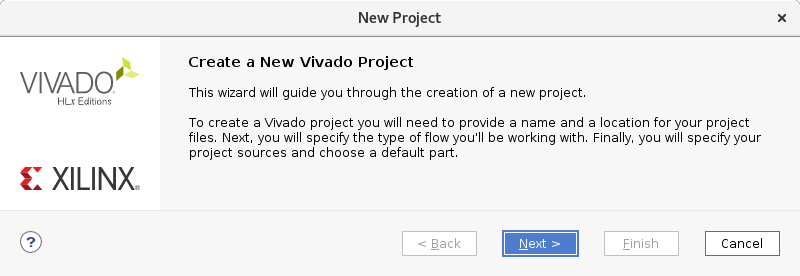 New Project
×
VIVADO
HLx Editions
XILINX®
Create a New Vivado Project
This wizard will guide you through the creation of a new project.
To create a Vivado project you will need to provide a name and a location for your project
files. Next, you will specify the type of flow you'll be working with. Finally, you will specify your
project sources and choose a default part.
?
< Back
Next >
Finish
Cancel